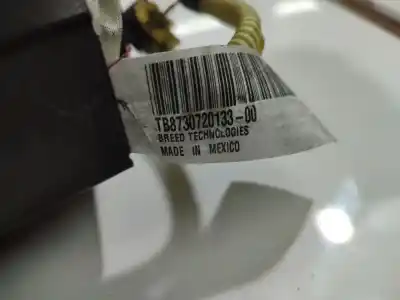 TB8730720133-00
BREED TECHNOLOGIES
MADE IN MEXICO